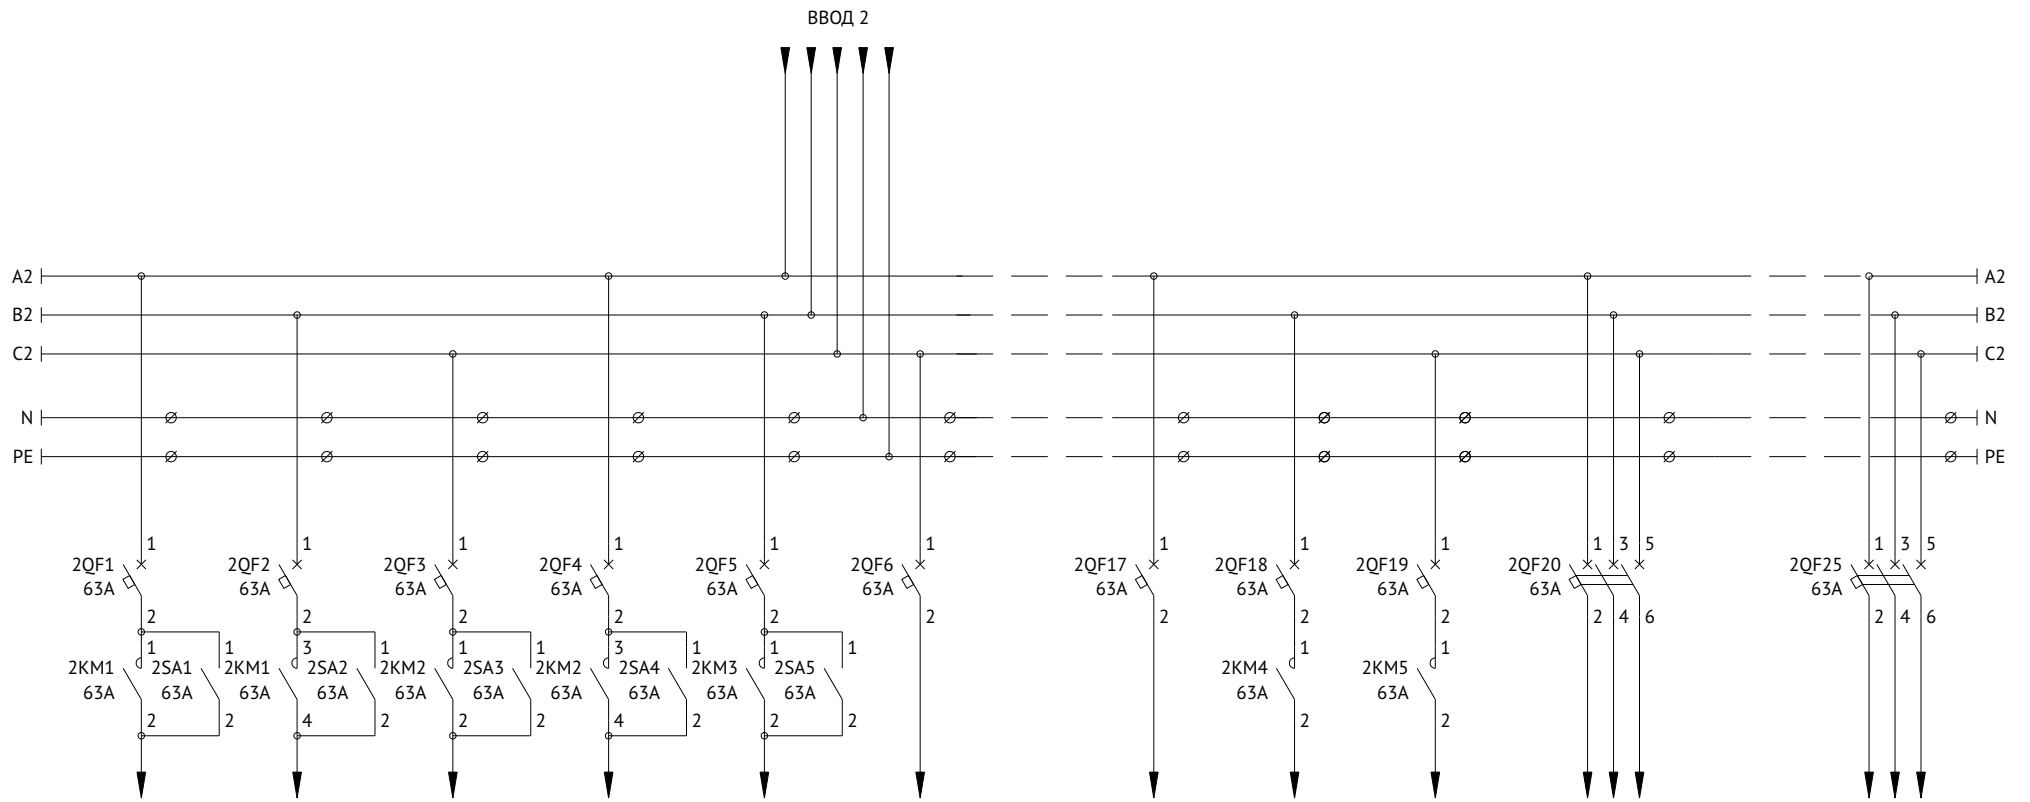 ВВОД 2
A2 A2
B2 B2
C2 C2
N N
PE PE
1 1 1 1 1 1 1 1 1 1 3 5 1 3 5
2QF1 2QF2 2QF3 2QF4 2QF5 2QF6 2QF17 2QF18 2QF19 2QF20 2QF25
63A 63A 63A 63A 63A 63A 63A 63A 63A 63A 63A
2 2 2 2 2 2 2 2 2 2 4 6 2 4 6
1 1 3 1 1 1 3 1 1 1 1 1
2KM1 2SA1 2KM1 2SA2 2KM2 2SA3 2KM2 2SA4 2KM3 2SA5 2KM4 2KM5
63A 63A 63A 63A 63A 63A 63A 63A 63A 63A 63A 63A
2 2 4 2 2 2 4 2 2 2 2 2